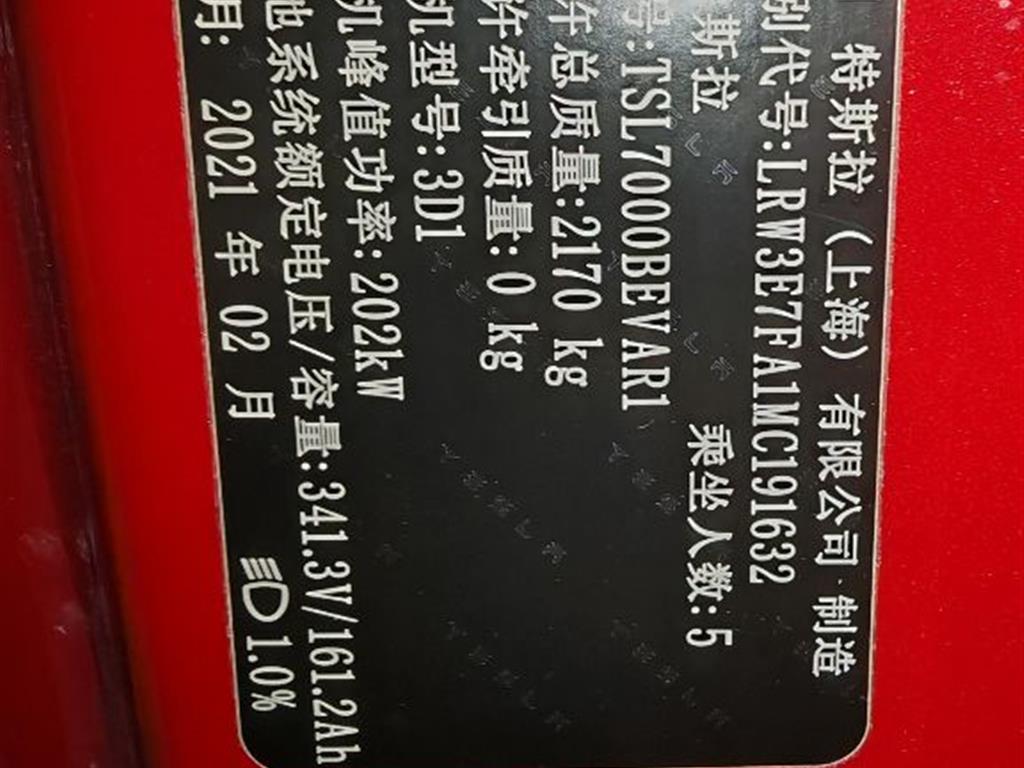 特斯拉（上海）有限公司·制造
别代号:LRW3E7FA1MC191632
斯拉 乘坐人数:5
号:TSL7000BEVAR1
许总质量:2170 kg
许牵引质量:0 kg
机型号:3D1
机峰值功率:202kW
池系统额定电压/容量:341.3V/161.2Ah
月: 2021 年 02 月 1.0%